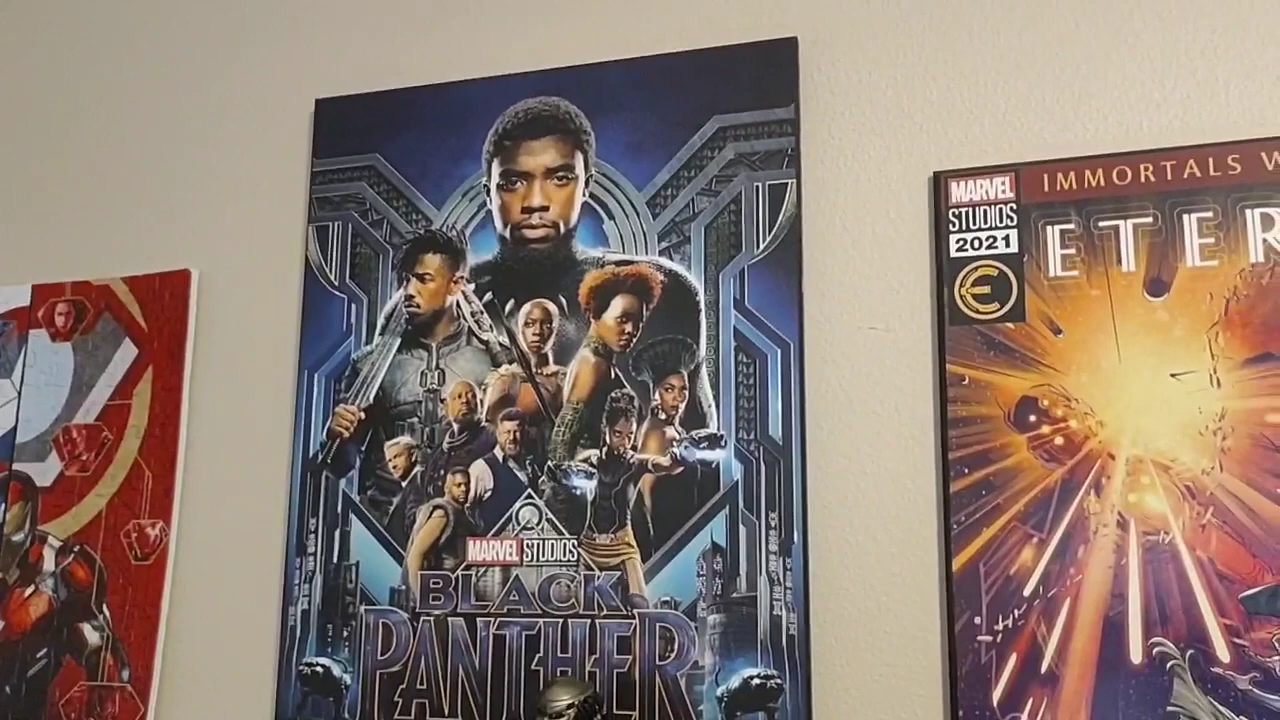 MARVEL STUDIOS
BLACK
PANTHER
MARVEL
STUDIOS
2021
IMMORTALS
ETER